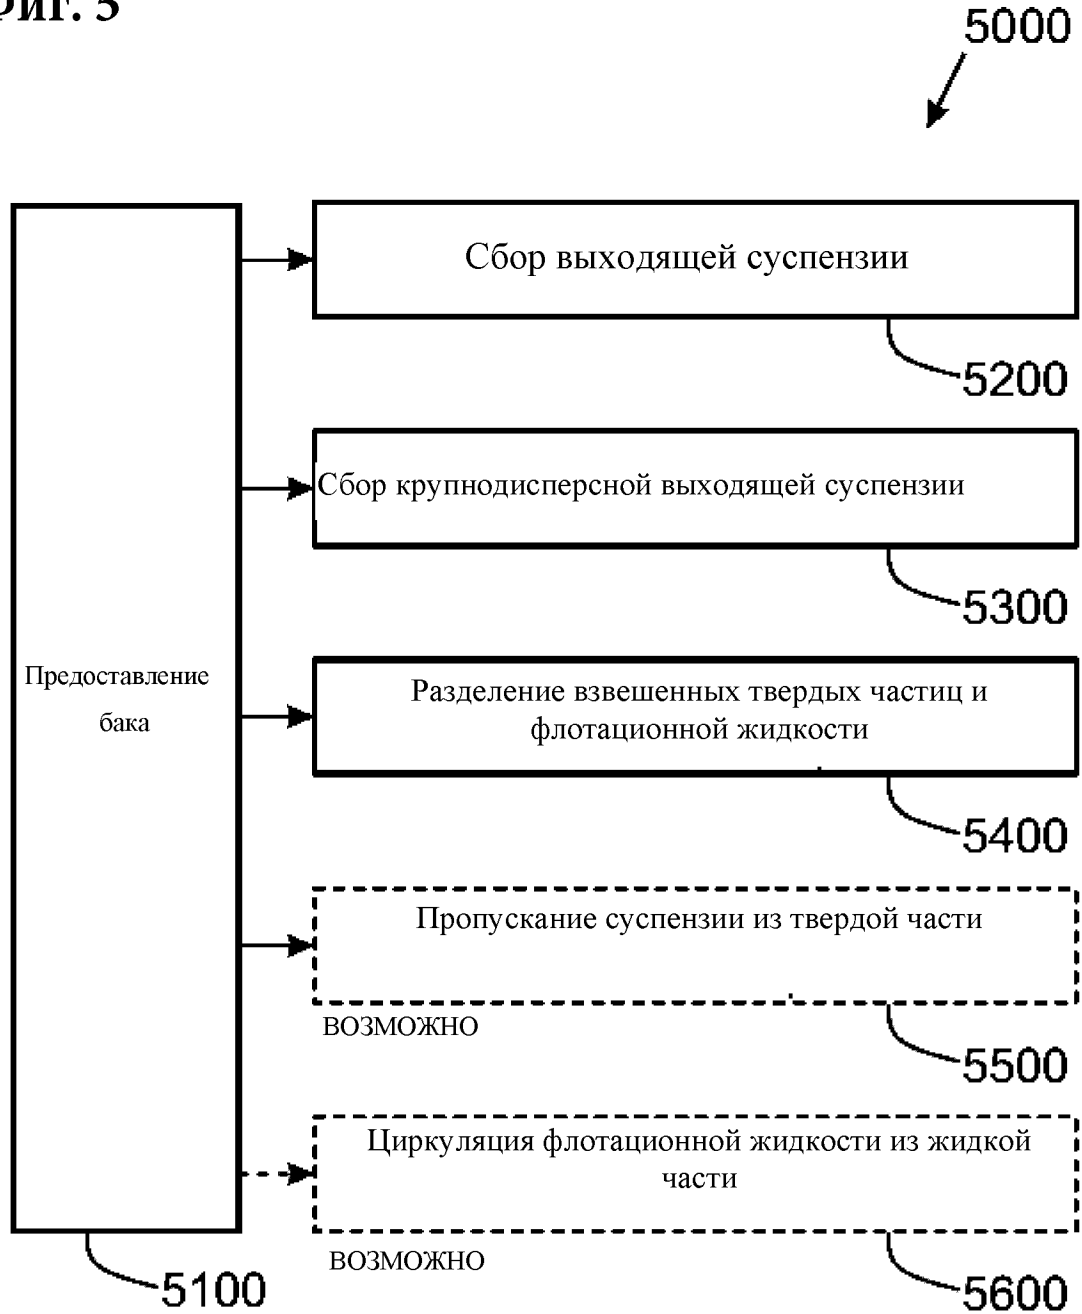 Фиг. 5
5000
Сбор выходящей суспензии
5200
Сбор крупнодисперсной выходящей суспензии
5300
Предоставление
бака
Разделение взвешенных твердых частиц и
флотационной жидкости
5400
Пропускание суспензии из твердой части
ВОЗМОЖНО
5500
Циркуляция флотационной жидкости из жидкой
части
ВОЗМОЖНО
5100
5600